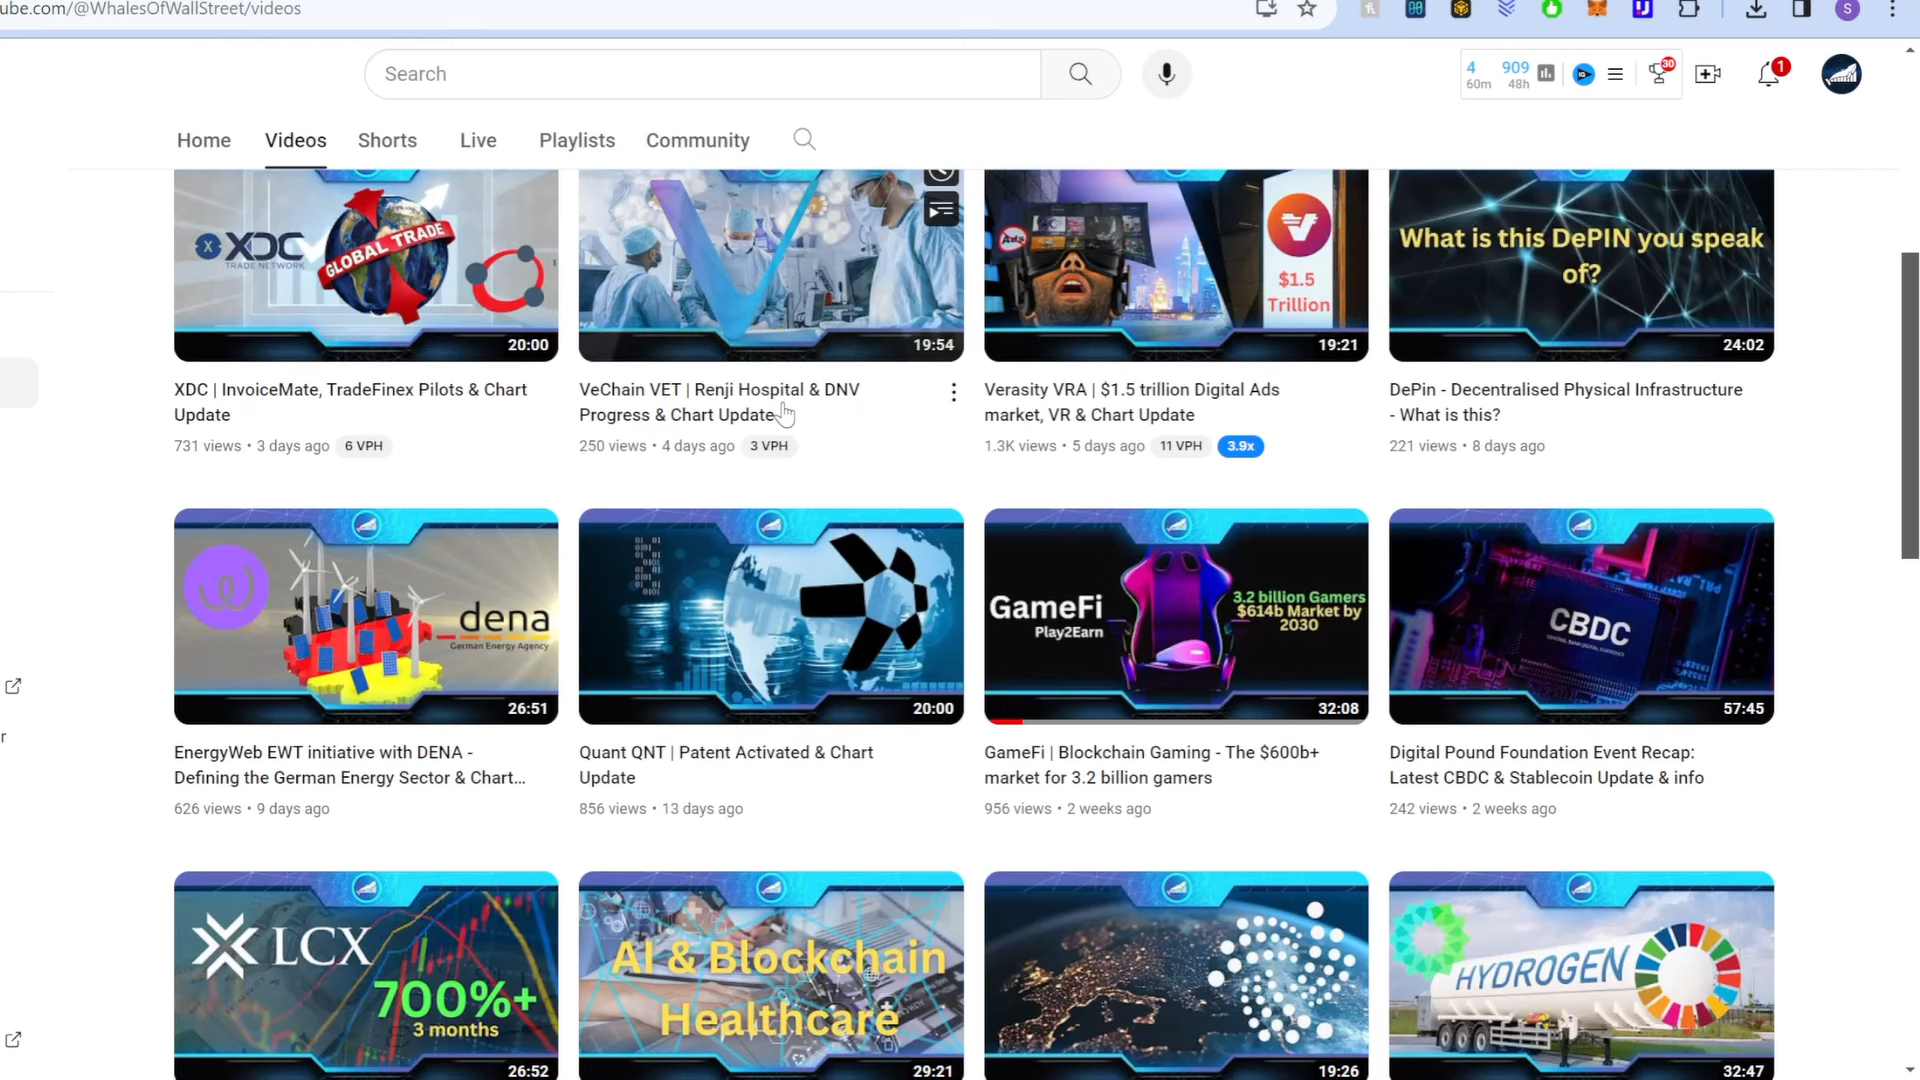 ube.com/@WhalesOfWallStreet/videos
S
Search
4 909
60m 48h
30
1
Home Videos Shorts Live Playlists Community
XDC
TRADE NETWORK
GLOBAL TRADE
20:00
19:54
Ads
$1.5
Trillion
19:21
What is this DePIN you speak
of?
24:02
XDC | InvoiceMate, TradeFinex Pilots & Chart
Update
731 views • 3 days ago 6 VPH
VeChain VET | Renji Hospital & DNV
Progress & Chart Update
250 views • 4 days ago 3 VPH
Verasity VRA | $1.5 trillion Digital Ads
market, VR & Chart Update
1.3K views • 5 days ago 11 VPH 3.9x
DePin - Decentralised Physical Infrastructure
- What is this?
221 views • 8 days ago
dena
German Energy Agency
26:51
20:00
GameFi
Play2Earn
3.2 billion Gamers
$614b Market by
2030
32:08
CBDC
CENTRAL BANK DIGITAL CURRENCY
57:45
EnergyWeb EWT initiative with DENA -
Defining the German Energy Sector & Chart...
626 views • 9 days ago
Quant QNT | Patent Activated & Chart
Update
856 views • 13 days ago
GameFi | Blockchain Gaming - The $600b+
market for 3.2 billion gamers
956 views • 2 weeks ago
Digital Pound Foundation Event Recap:
Latest CBDC & Stablecoin Update & info
242 views • 2 weeks ago
r
LCX
700%+
3 months
26:52
AI & Blockchain
Healthcare
29:21
19:26
HYDROGEN
32:47